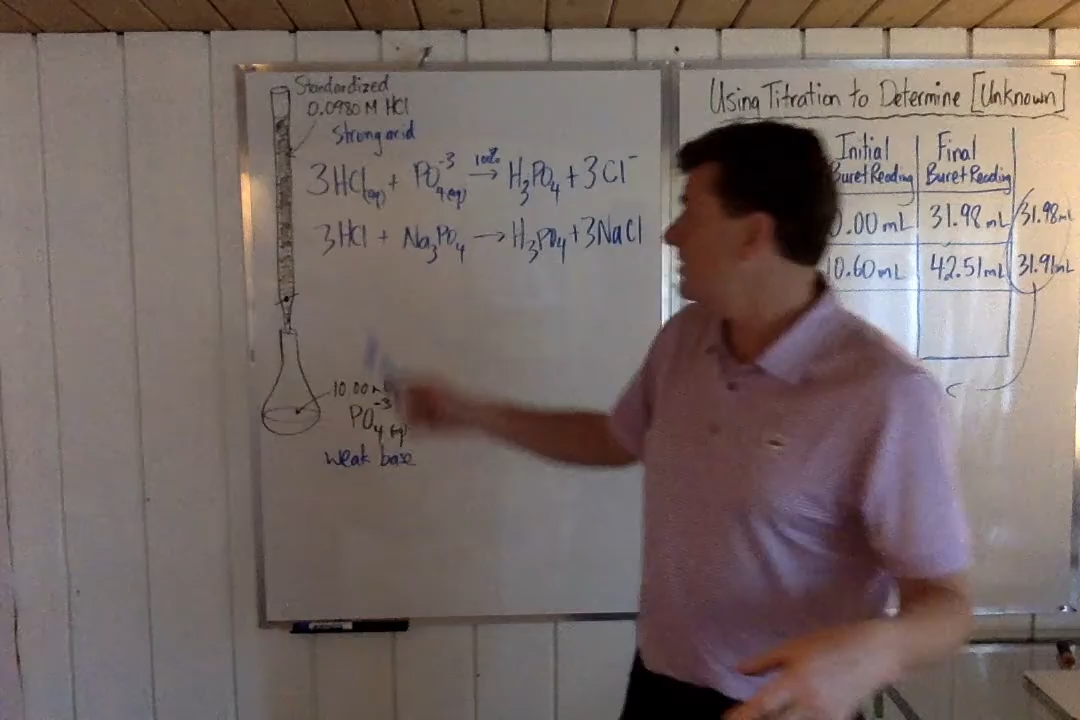 Standardized
0.0980 M HCl
Strong acid
3HCl(aq) + PO₄⁻³(aq) →100% H₃PO₄ + 3Cl⁻
3HCl + Na₃PO₄ → H₃PO₄ + 3NaCl
10.00
PO₄⁻³(aq)
weak base
Using Titration to Determine [Unknown]
Initial Final
Buret Reading Buret Reading
0.00 mL 31.98 mL 31.98 mL
10.60 mL 42.51 mL 31.91 mL